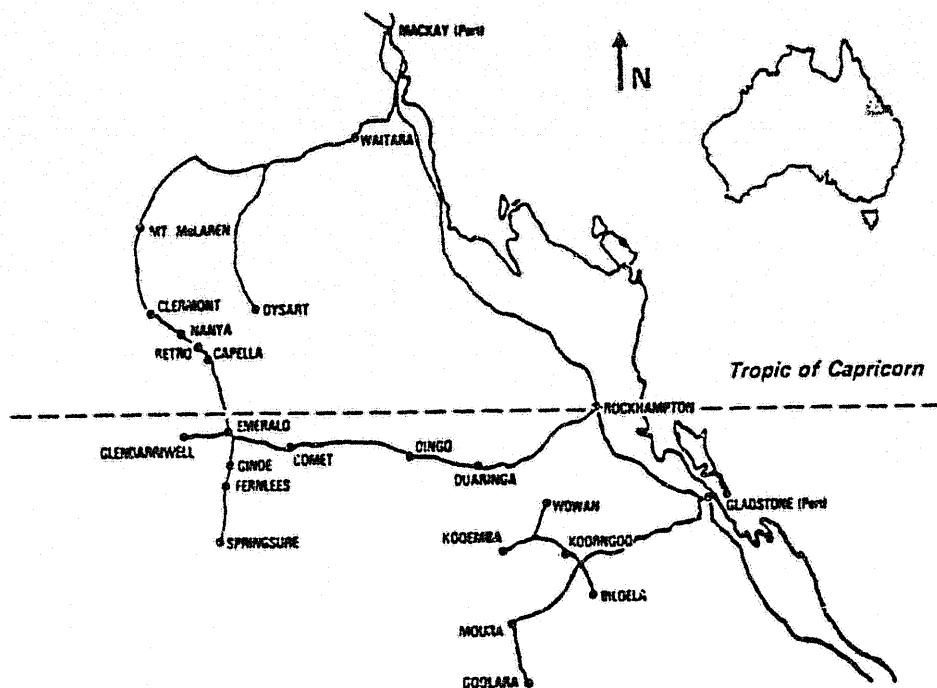 MACKAY (Port)
N
WAITARA
MT. McLAREN
CLERMONT
DYSART
NANYA
RETRO
CAPELLA
Tropic of Capricorn
ROCKHAMPTON
EMERALD
GLENDARRIWELL
COMET
DINGO
GINDIE
DUARINGA
FERNLEES
GLADSTONE (Port)
WOWAN
SPRINGSURE
KOOEMBA
KOORNGOO
BILOELA
MOURA
GOOLARA